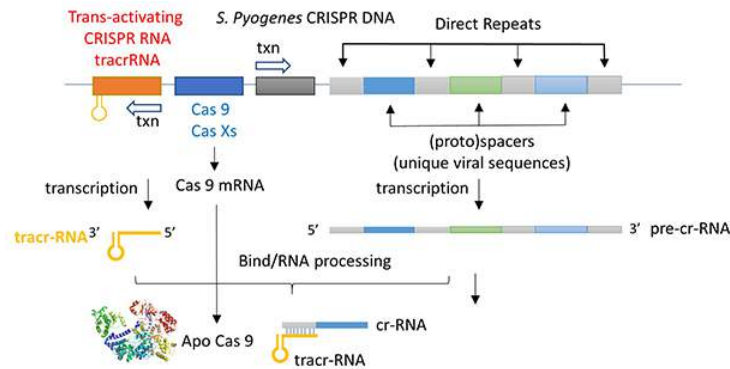 Trans-activating
CRISPR RNA
tracrRNA
S. Pyogenes CRISPR DNA
txn
Direct Repeats
txn
Cas 9
Cas Xs
(proto)spacers
(unique viral sequences)
transcription
Cas 9 mRNA
transcription
tracr-RNA 3’ 5’
5’ 3’ pre-cr-RNA
Bind/RNA processing
Apo Cas 9
cr-RNA
tracr-RNA